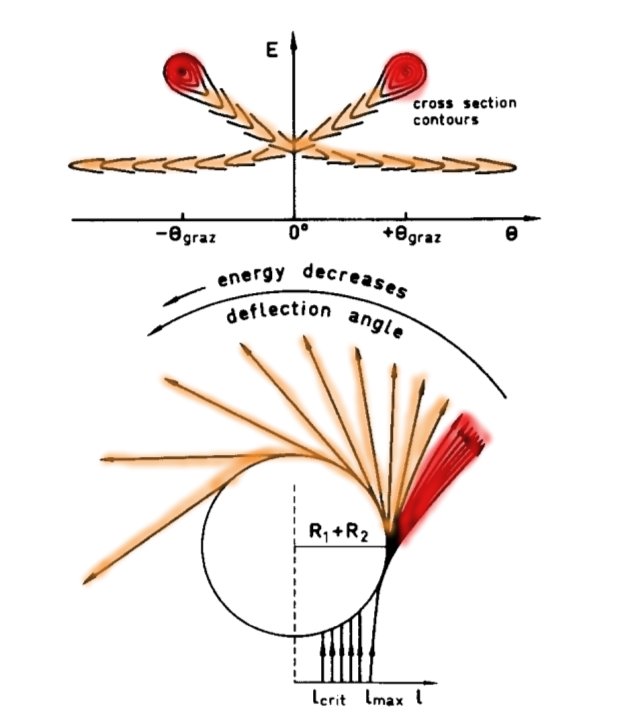 E
cross section
contours
-θgraz 0° +θgraz θ
energy decreases
deflection angle
R₁+R₂
lcrit lmax l